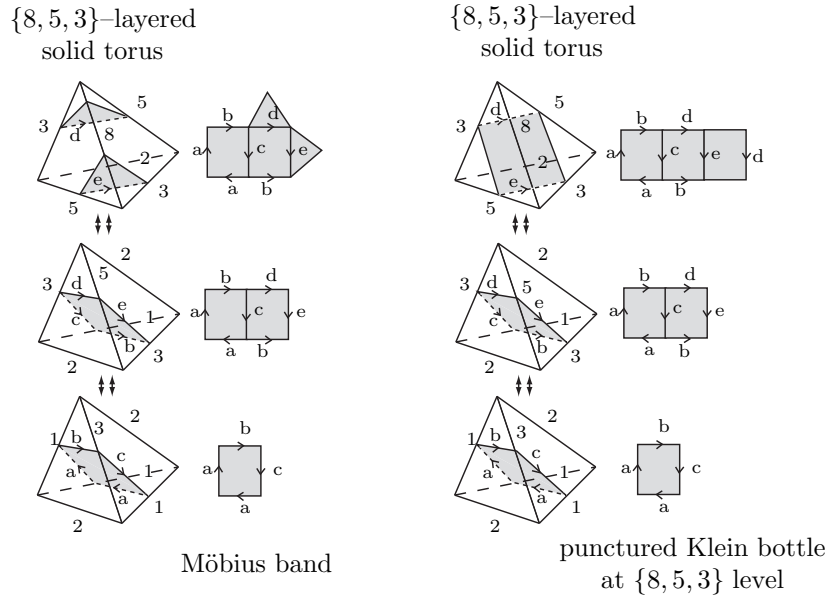 {8, 5, 3}–layered
solid torus
5
3
8
d
2
e
5
3
b
d
a
c
e
a
b
2
3
5
d
e
c
1
b
2
3
b
d
a
c
e
a
b
2
1
3
b
c
a
1
a
2
1
b
a
c
a
Möbius band
{8, 5, 3}–layered
solid torus
5
d
3
8
2
e
5
3
b
d
a
c
e
d
a
b
2
3
5
d
e
c
1
b
2
3
b
d
a
c
e
a
b
2
1
3
b
c
a
1
a
2
1
b
a
c
a
punctured Klein bottle
at {8, 5, 3} level